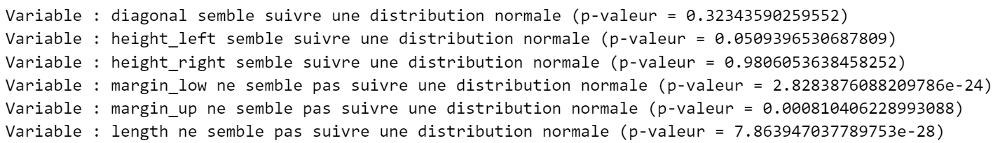 Variable : diagonal semble suivre une distribution normale (p-valeur = 0.32343590259552)
Variable : height_left semble suivre une distribution normale (p-valeur = 0.0509396530687809)
Variable : height_right semble suivre une distribution normale (p-valeur = 0.9806053638458252)
Variable : margin_low ne semble pas suivre une distribution normale (p-valeur = 2.8283876088209786e-24)
Variable : margin_up ne semble pas suivre une distribution normale (p-valeur = 0.000810406228993088)
Variable : length ne semble pas suivre une distribution normale (p-valeur = 7.863947037789753e-28)